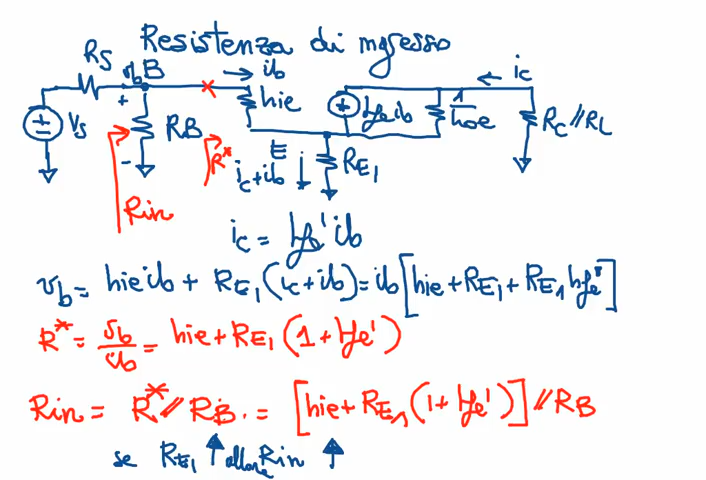 Resistenza di ingresso
Rs vb B ib ic
+ hie + hfe ib 1/hoe
Vs RB RC//RL
- R* E ic+ib RE1
Rin
ic = hfe' ib
vb = hie ib + RE1 (ic + ib) = ib [hie + RE1 + RE1 hfe']
R* = vb/ib = hie + RE1 (1 + hfe')
Rin = R* // RB = [hie + RE1 (1 + hfe')] // RB
se RE1 ↑ allora Rin ↑